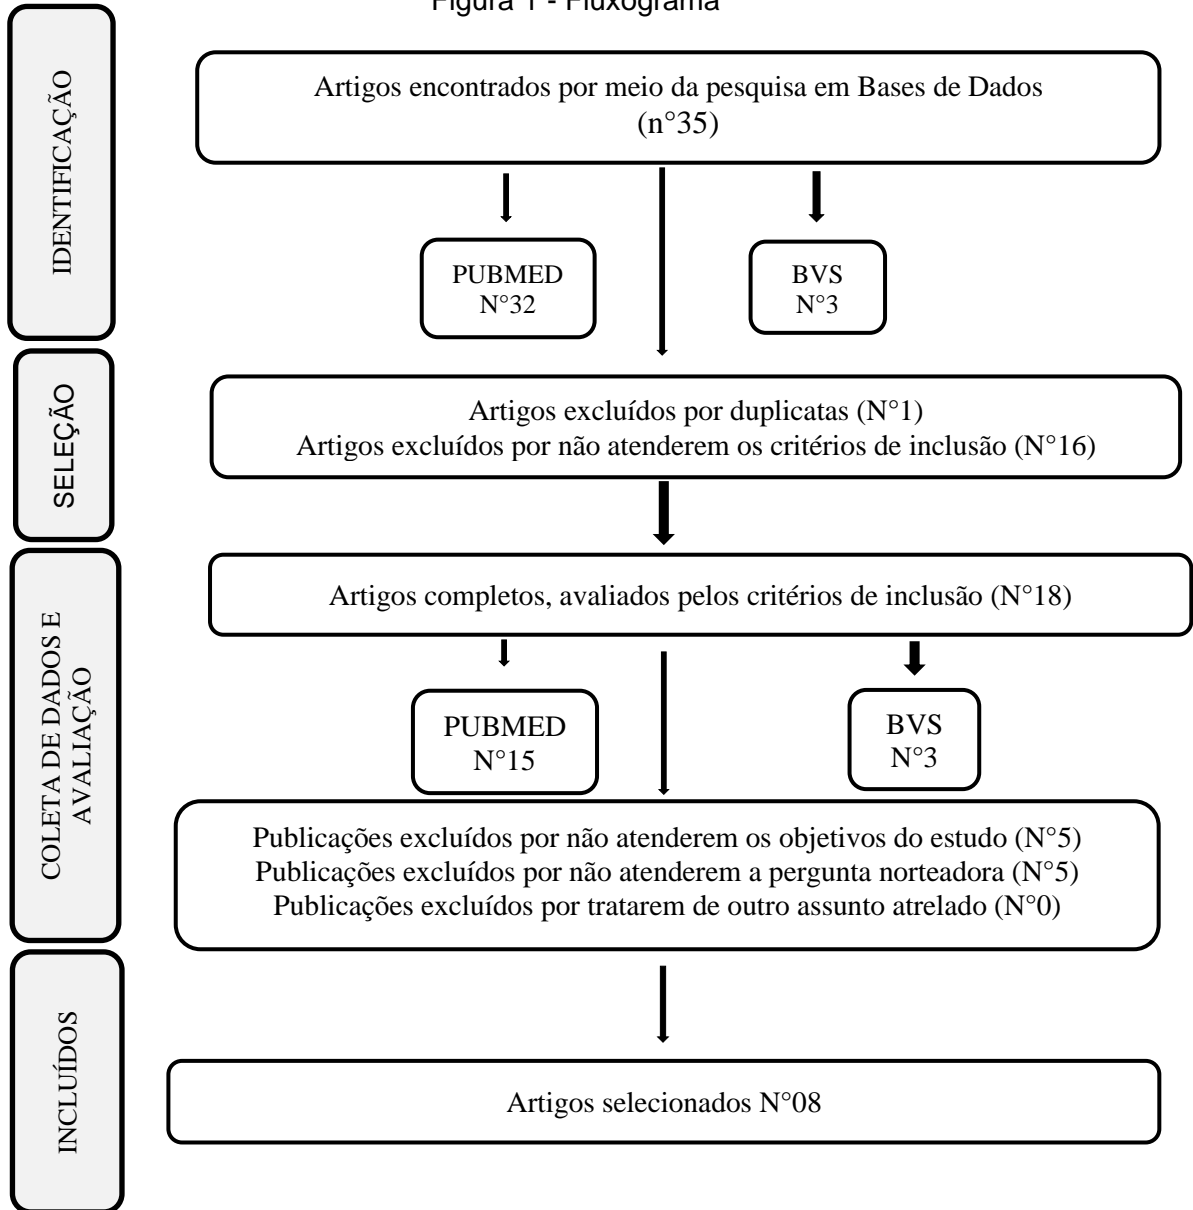 Figura 1 - Fluxograma
IDENTIFICAÇÃO
Artigos encontrados por meio da pesquisa em Bases de Dados
(n°35)
PUBMED
N°32
BVS
N°3
SELEÇÃO
Artigos excluídos por duplicatas (N°1)
Artigos excluídos por não atenderem os critérios de inclusão (N°16)
COLETA DE DADOS E
AVALIAÇÃO
Artigos completos, avaliados pelos critérios de inclusão (N°18)
PUBMED
N°15
BVS
N°3
Publicações excluídos por não atenderem os objetivos do estudo (N°5)
Publicações excluídos por não atenderem a pergunta norteadora (N°5)
Publicações excluídos por tratarem de outro assunto atrelado (N°0)
INCLUÍDOS
Artigos selecionados N°08